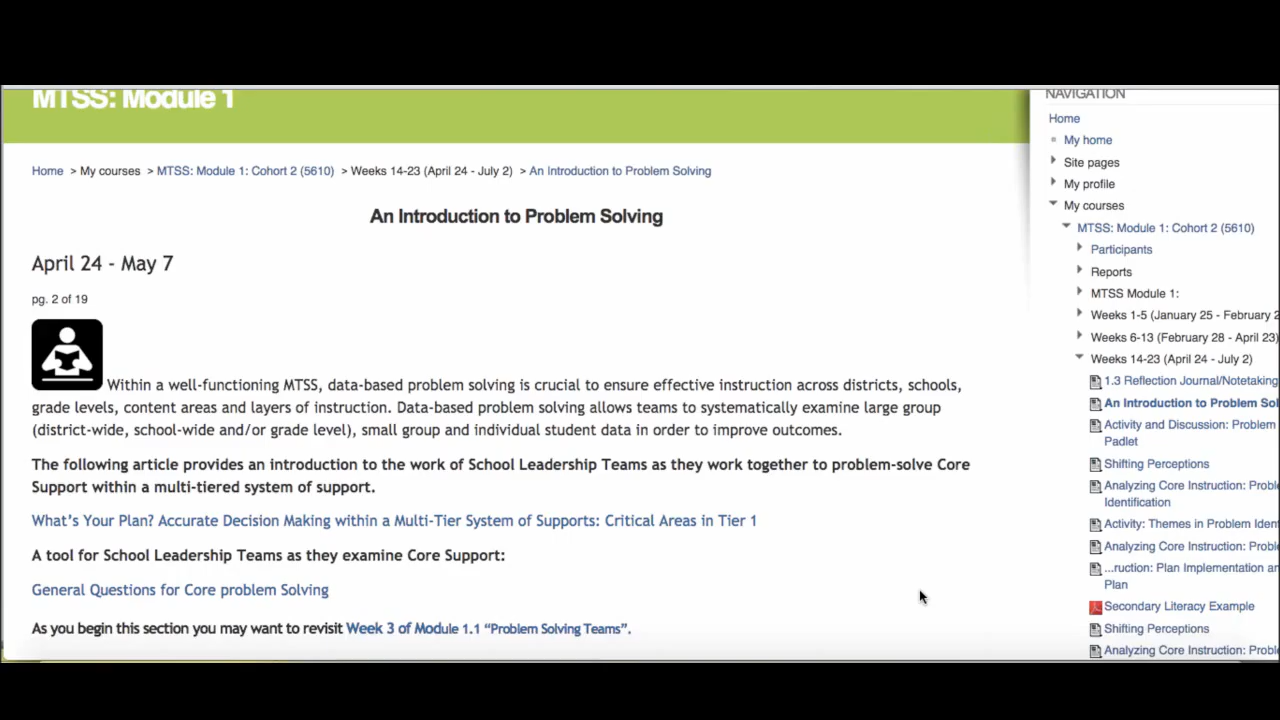 MTSS: Module 1
Home > My courses > MTSS: Module 1: Cohort 2 (5610) > Weeks 14-23 (April 24 - July 2) > An Introduction to Problem Solving
An Introduction to Problem Solving
April 24 - May 7
pg. 2 of 19
Within a well-functioning MTSS, data-based problem solving is crucial to ensure effective instruction across districts, schools,
grade levels, content areas and layers of instruction. Data-based problem solving allows teams to systematically examine large group
(district-wide, school-wide and/or grade level), small group and individual student data in order to improve outcomes.
The following article provides an introduction to the work of School Leadership Teams as they work together to problem-solve Core
Support within a multi-tiered system of support.
What's Your Plan? Accurate Decision Making within a Multi-Tier System of Supports: Critical Areas in Tier 1
A tool for School Leadership Teams as they examine Core Support:
General Questions for Core problem Solving
As you begin this section you may want to revisit Week 3 of Module 1.1 “Problem Solving Teams”.
NAVIGATION
Home
My home
Site pages
My profile
My courses
MTSS: Module 1: Cohort 2 (5610)
Participants
Reports
MTSS Module 1:
Weeks 1-5 (January 25 - February 2
Weeks 6-13 (February 28 - April 23)
Weeks 14-23 (April 24 - July 2)
1.3 Reflection Journal/Notetaking
An Introduction to Problem Sol
Activity and Discussion: Problem
Padlet
Shifting Perceptions
Analyzing Core Instruction: Probl
Identification
Activity: Themes in Problem Iden
Analyzing Core Instruction: Probl
...ruction: Plan Implementation an
Plan
Secondary Literacy Example
Shifting Perceptions
Analyzing Core Instruction: Probl